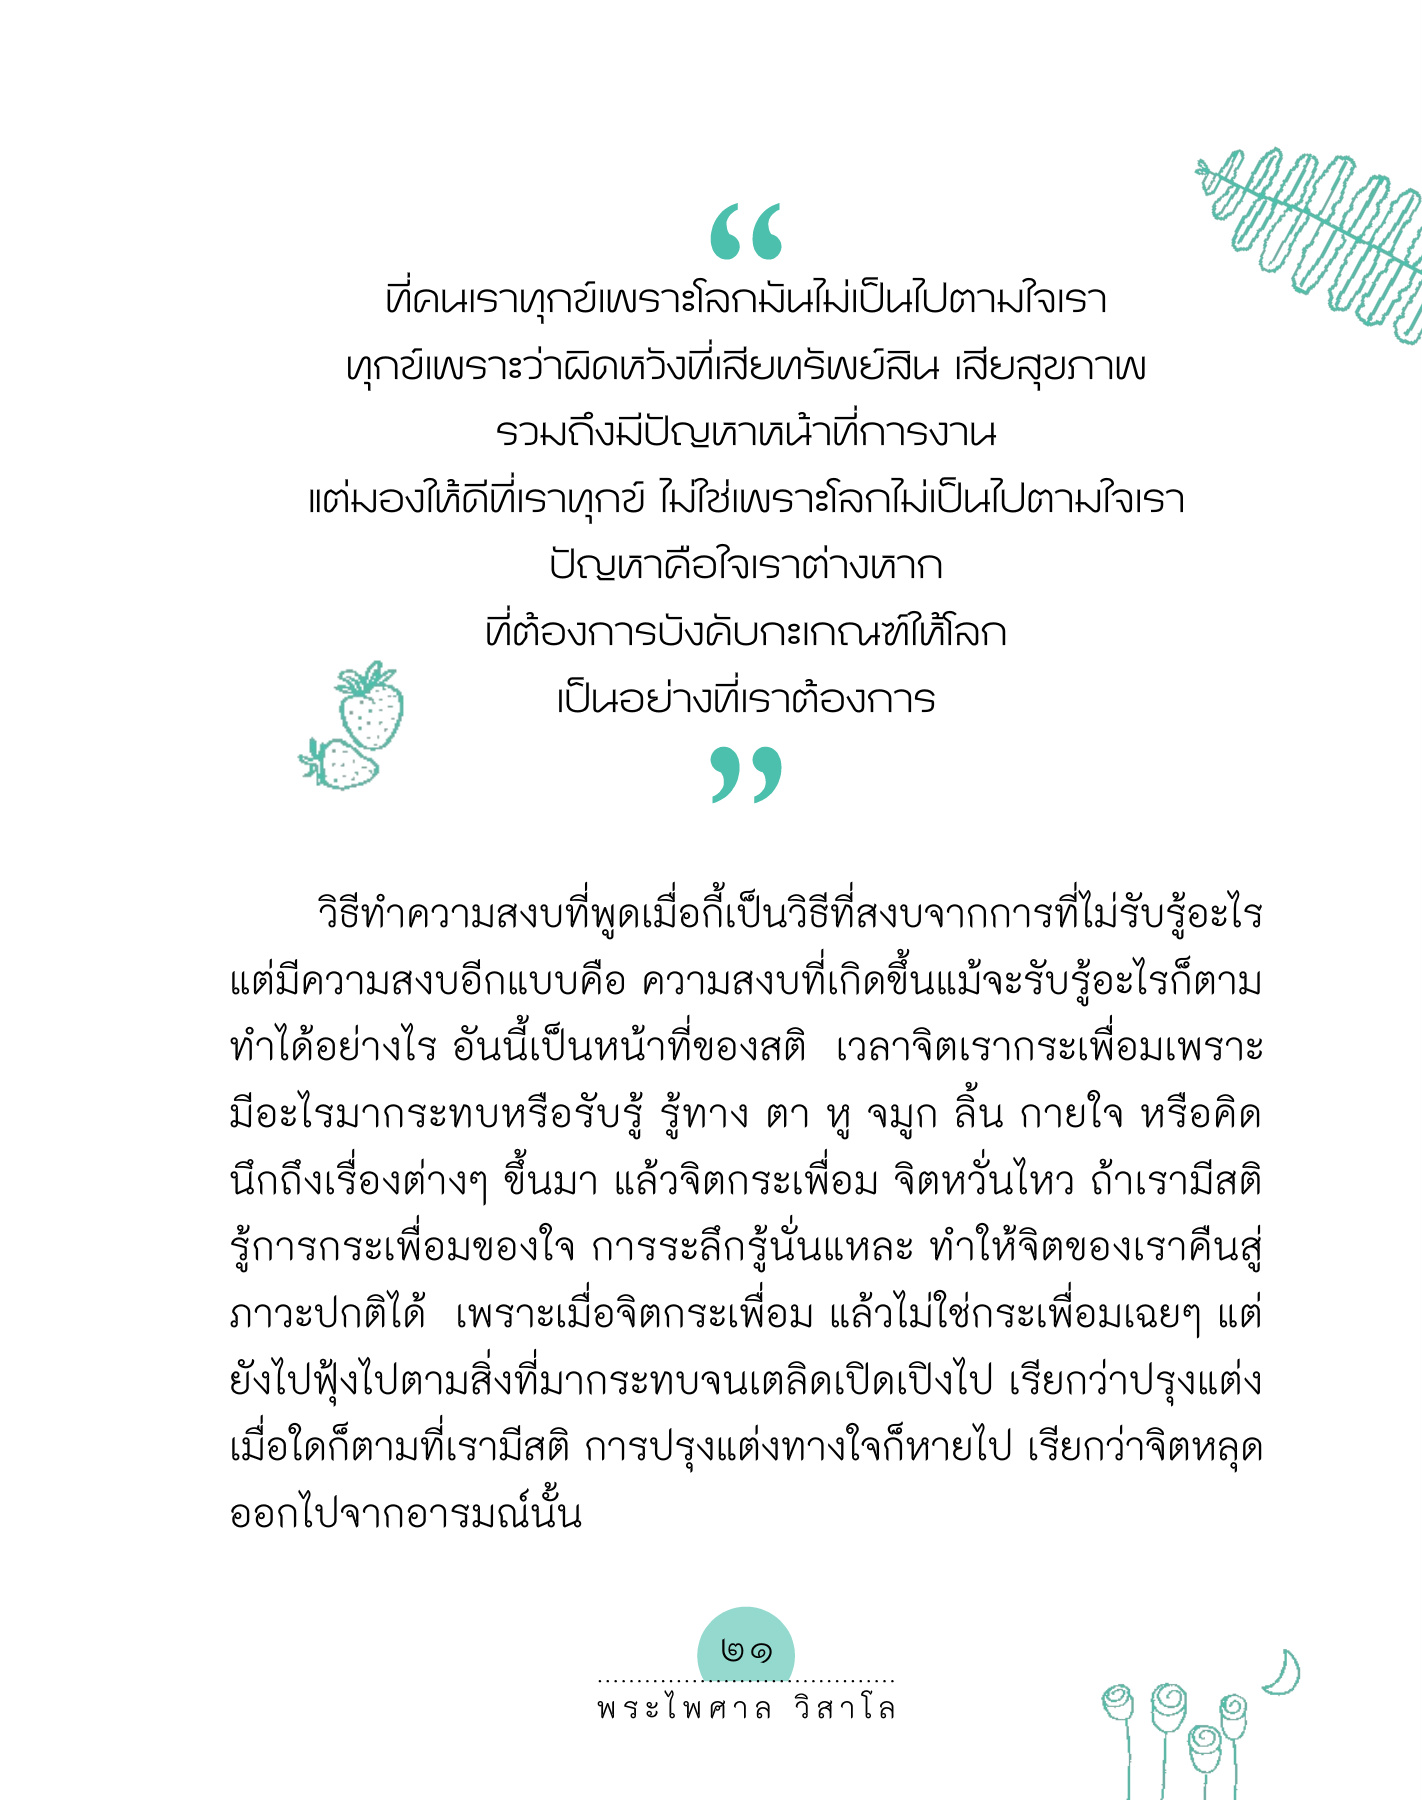 “
ที่คนเราทุกข์เพราะโลกมันไม่เป็นไปตามใจเรา
ทุกข์เพราะว่าผิดหวังที่เสียทรัพย์สิน เสียสุขภาพ
รวมถึงมีปัญหาหน้าที่การงาน
แต่มองให้ดีที่เราทุกข์ ไม่ใช่เพราะโลกไม่เป็นไปตามใจเรา
ปัญหาคือใจเราต่างหาก
ที่ต้องการบังคับกะเกณฑ์ให้โลก
เป็นอย่างที่เราต้องการ
”
วิธีทำความสงบที่พูดเมื่อกี้เป็นวิธีที่สงบจากการที่ไม่รับรู้อะไร
แต่มีความสงบอีกแบบคือ ความสงบที่เกิดขึ้นแม้จะรับรู้อะไรก็ตาม
ทำได้อย่างไร อันนี้เป็นหน้าที่ของสติ เวลาจิตเรากระเพื่อมเพราะ
มีอะไรมากระทบหรือรับรู้ รู้ทาง ตา หู จมูก ลิ้น กายใจ หรือคิด
นึกถึงเรื่องต่างๆ ขึ้นมา แล้วจิตกระเพื่อม จิตหวั่นไหว ถ้าเรามีสติ
รู้การกระเพื่อมของใจ การระลึกรู้นั่นแหละ ทำให้จิตของเราคืนสู่
ภาวะปกติได้ เพราะเมื่อจิตกระเพื่อม แล้วไม่ใช่กระเพื่อมเฉยๆ แต่
ยังไปฟุ้งไปตามสิ่งที่มากระทบจนเตลิดเปิดเปิงไป เรียกว่าปรุงแต่ง
เมื่อใดก็ตามที่เรามีสติ การปรุงแต่งทางใจก็หายไป เรียกว่าจิตหลุด
ออกไปจากอารมณ์นั้น
๒๑
พระไพศาล วิสาโล